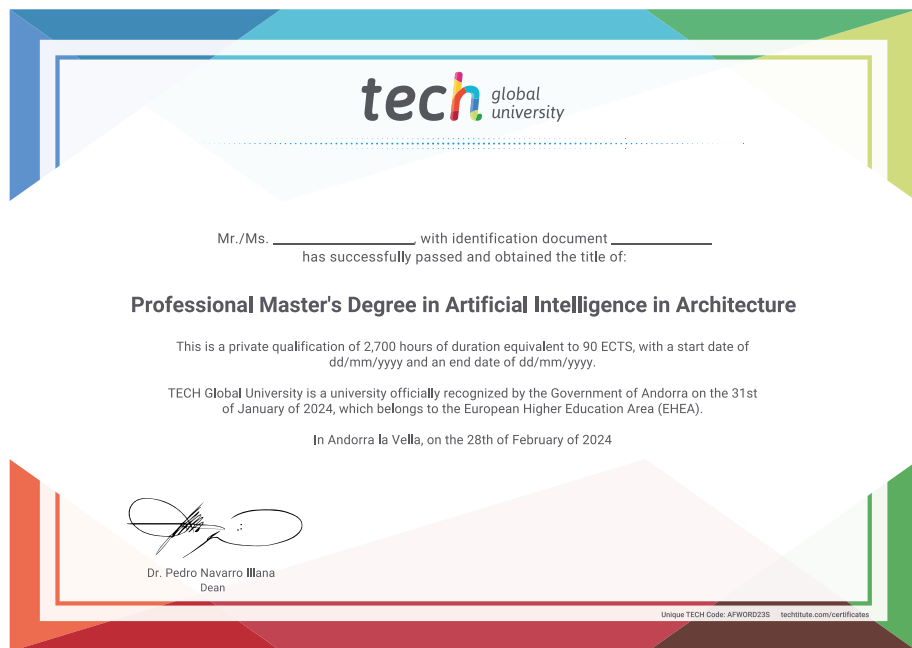 tech global university
Mr./Ms. ____________________, with identification document ______________
has successfully passed and obtained the title of:
Professional Master's Degree in Artificial Intelligence in Architecture
This is a private qualification of 2,700 hours of duration equivalent to 90 ECTS, with a start date of
dd/mm/yyyy and an end date of dd/mm/yyyy.
TECH Global University is a university officially recognized by the Government of Andorra on the 31st
of January of 2024, which belongs to the European Higher Education Area (EHEA).
In Andorra la Vella, on the 28th of February of 2024
Dr. Pedro Navarro Illana
Dean
Unique TECH Code: AFWORD23S techtitute.com/certificates